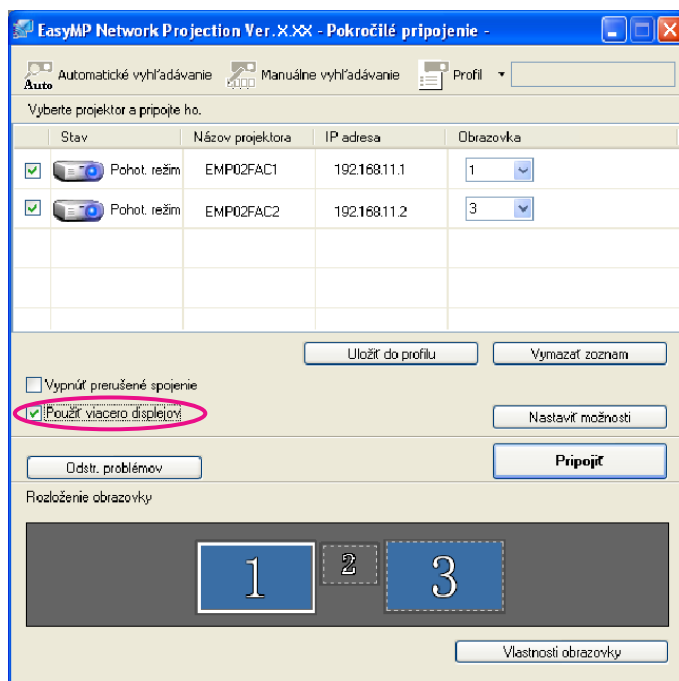 EasyMP Network Projection Ver.X.XX - Pokročilé pripojenie -
Auto Automatické vyhľadávanie Manuálne vyhľadávanie Profil
Vyberte projektor a pripojte ho.
Stav Názov projektora IP adresa Obrazovka
Pohot. režim EMP02FAC1 192.168.11.1 1
Pohot. režim EMP02FAC2 192.168.11.2 3
Uložiť do profilu Vymazať zoznam
Vypnúť prerušené spojenie
Použiť viacero displejov Nastaviť možnosti
Odstr. problémov Pripojiť
Rozloženie obrazovky
1 2 3
Vlastnosti obrazovky